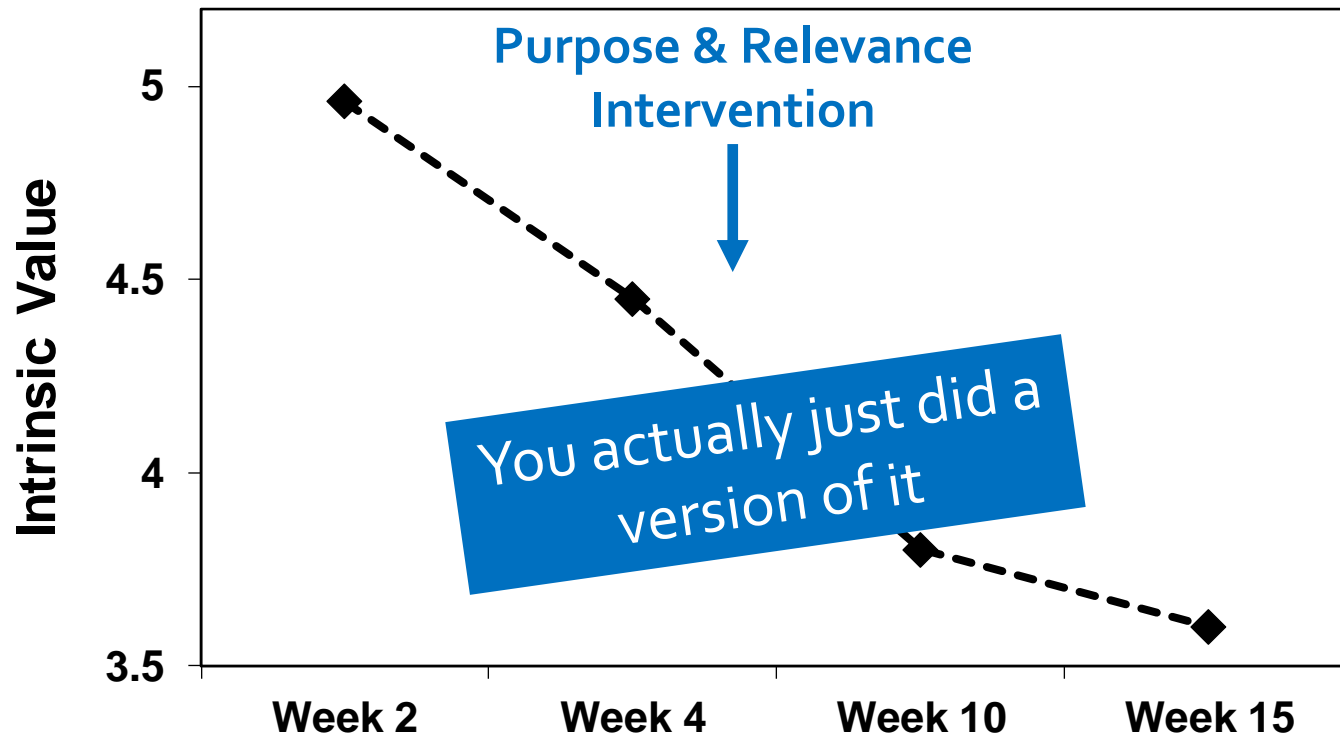 Purpose & Relevance
Intervention
Intrinsic Value
5
4.5
4
3.5
You actually just did a
version of it
Week 2
Week 4
Week 10
Week 15